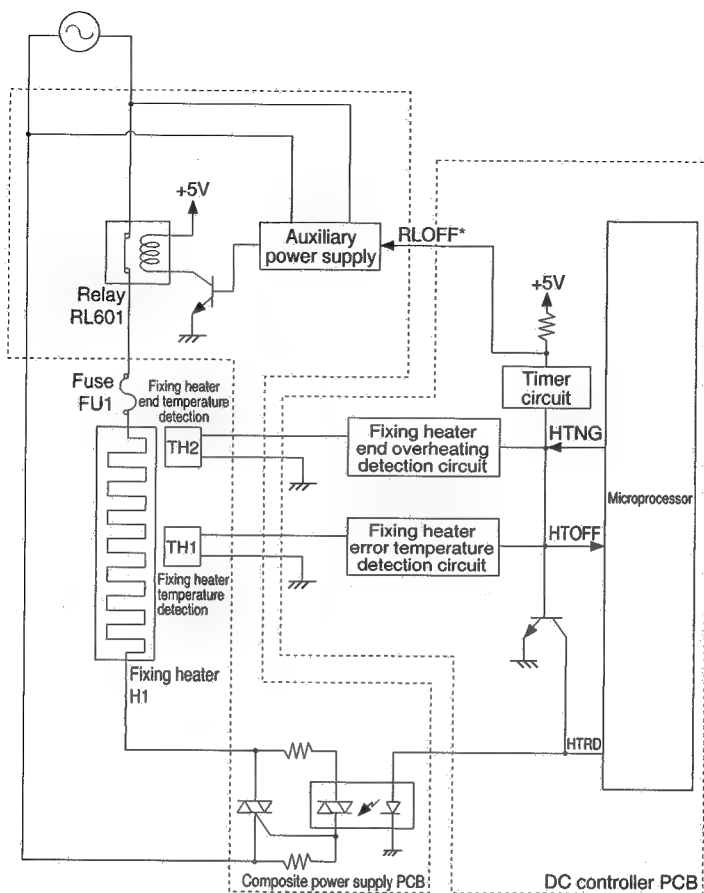 +5V
Auxiliary
power supply
RLOFF*
Relay
RL601
+5V
Timer
circuit
Fuse
FU1
Fixing heater
end temperature
detection
TH2
Fixing heater
end overheating
detection circuit
HTNG
Microprocessor
TH1
Fixing heater
error temperature
detection circuit
HTOFF
Fixing heater
temperature
detection
Fixing heater
H1
HTRD
Composite power supply PCB
DC controller PCB